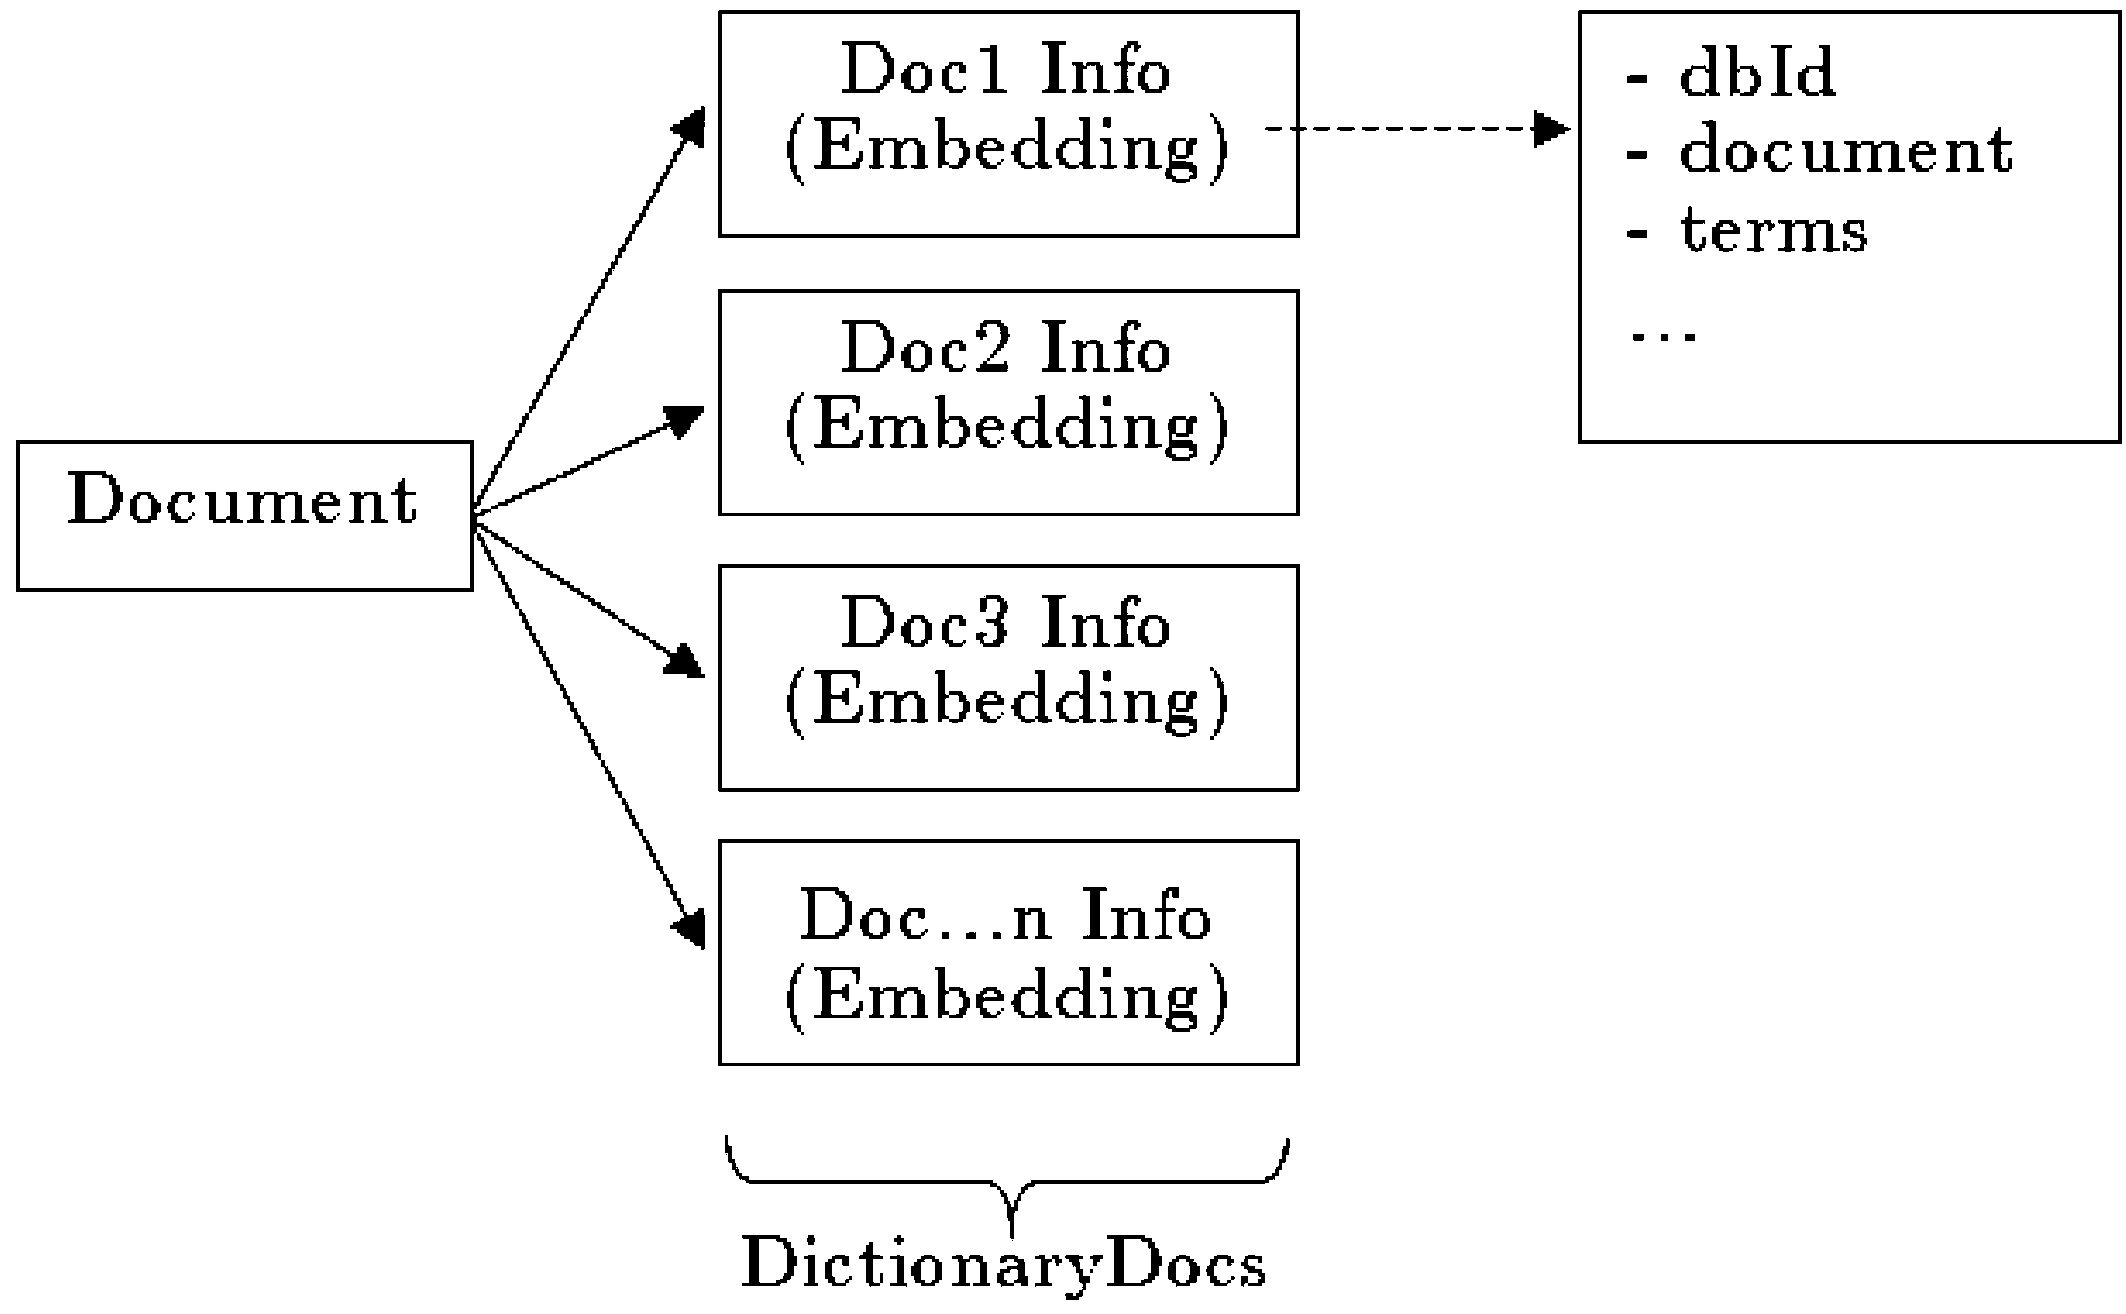 Document
Doc1 Info
(Embedding)
Doc2 Info
(Embedding)
Doc3 Info
(Embedding)
Doc...n Info
(Embedding)
DictionaryDocs
- dbId
- document
- terms
...